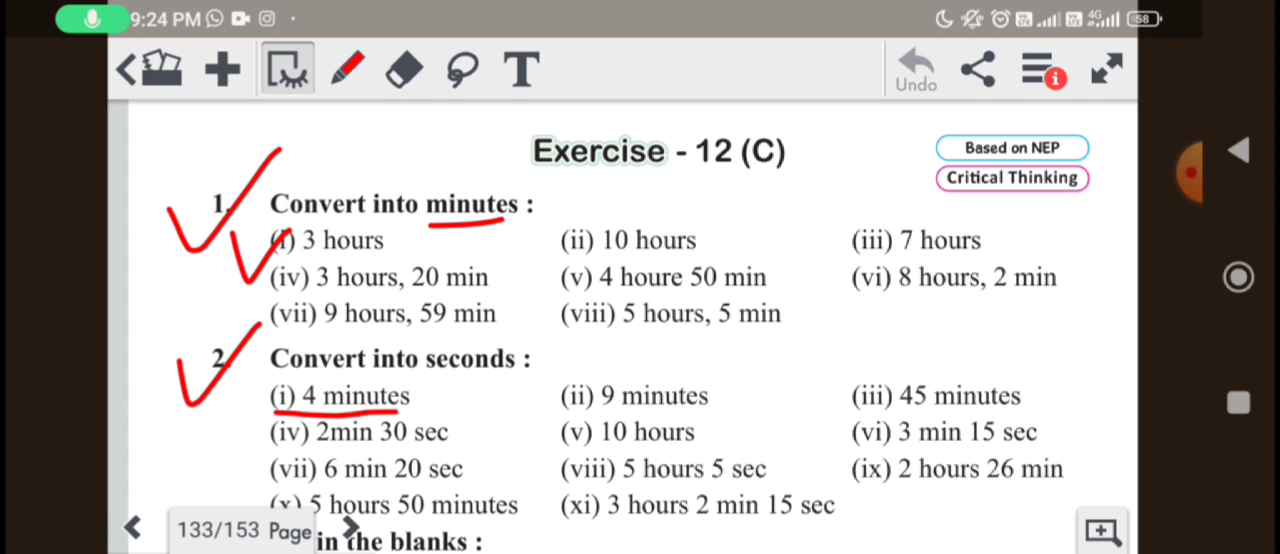 9:24 PM
4G
58
T
Undo
i
Exercise - 12 (C)
Based on NEP
Critical Thinking
1. Convert into minutes :
(i) 3 hours (ii) 10 hours (iii) 7 hours
(iv) 3 hours, 20 min (v) 4 houre 50 min (vi) 8 hours, 2 min
(vii) 9 hours, 59 min (viii) 5 hours, 5 min
2. Convert into seconds :
(i) 4 minutes (ii) 9 minutes (iii) 45 minutes
(iv) 2min 30 sec (v) 10 hours (vi) 3 min 15 sec
(vii) 6 min 20 sec (viii) 5 hours 5 sec (ix) 2 hours 26 min
(x) 5 hours 50 minutes (xi) 3 hours 2 min 15 sec
133/153 Page
in the blanks :